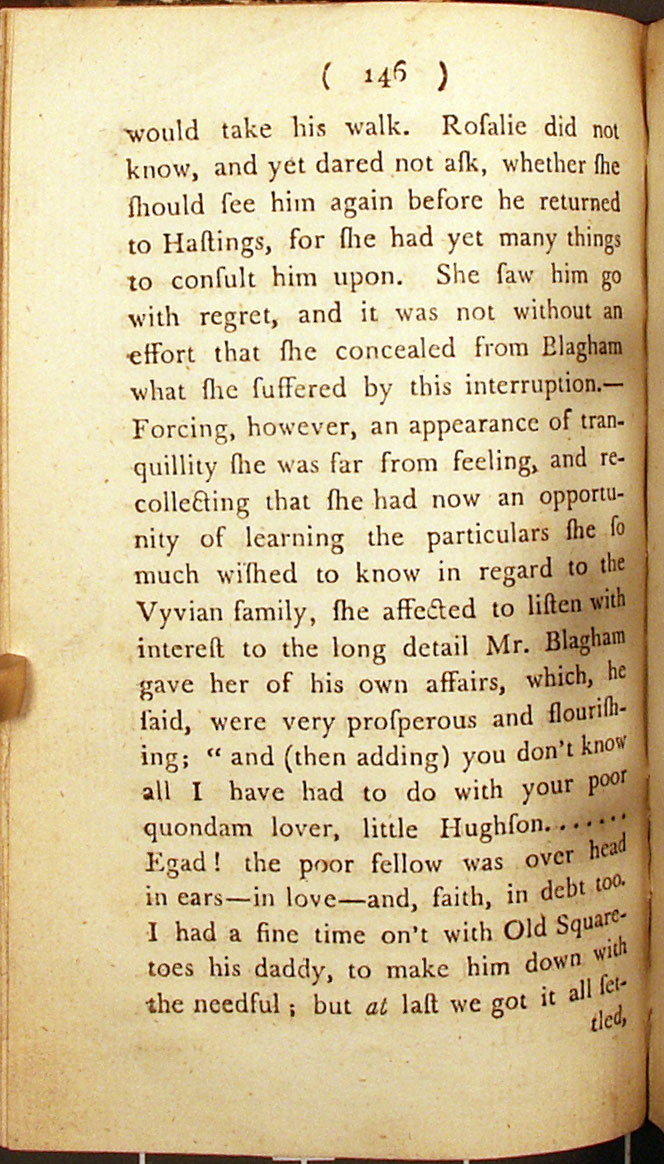 ( 146 )
would take his walk. Roſalie did not
know, and yet dared not aſk, whether ſhe
ſhould ſee him again before he returned
to Haſtings, for ſhe had yet many things
to conſult him upon. She ſaw him go
with regret, and it was not without an
effort that ſhe concealed from Blagham
what ſhe ſuffered by this interruption.—
Forcing, however, an appearance of tran-
quillity ſhe was far from feeling, and re-
collecting that ſhe had now an opportu-
nity of learning the particulars ſhe ſo
much wiſhed to know in regard to the
Vyvian family, ſhe affected to liſten with
intereſt to the long detail Mr. Blagham
gave her of his own affairs, which, he
ſaid, were very proſperous and flouriſh-
ing; “ and (then adding) you don't know
all I have had to do with your poor
quondam lover, little Hughſon.......
Egad! the poor fellow was over head
in ears—in love—and, faith, in debt too.
I had a fine time on't with Old Square-
toes his daddy, to make him down with
the needful; but at laſt we got it all ſet-
tled,